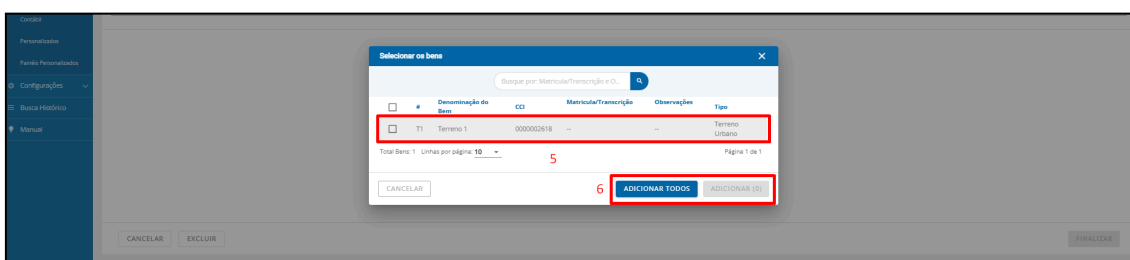 Contábil
Personalizados
Painéis Personalizados
Configurações
Busca Histórico
Manual
Selecionar os bens
Busque por: Matrícula/Transcrição e O...
# Denominação do Bem CCI Matrícula/Transcrição Observações Tipo
T1 Terreno 1 0000002618 -- -- Terreno Urbano
Total Bens: 1 Linhas por página: 10 Página 1 de 1
5
CANCELAR 6 ADICIONAR TODOS ADICIONAR (0)
CANCELAR EXCLUIR FINALIZAR